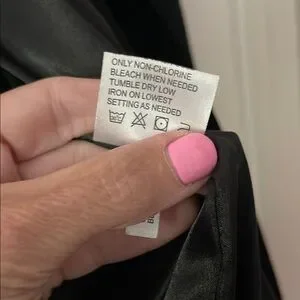 ONLY NON-CHLORINE
BLEACH WHEN NEEDED
TUMBLE DRY LOW
IRON ON LOWEST
SETTING AS NEEDED